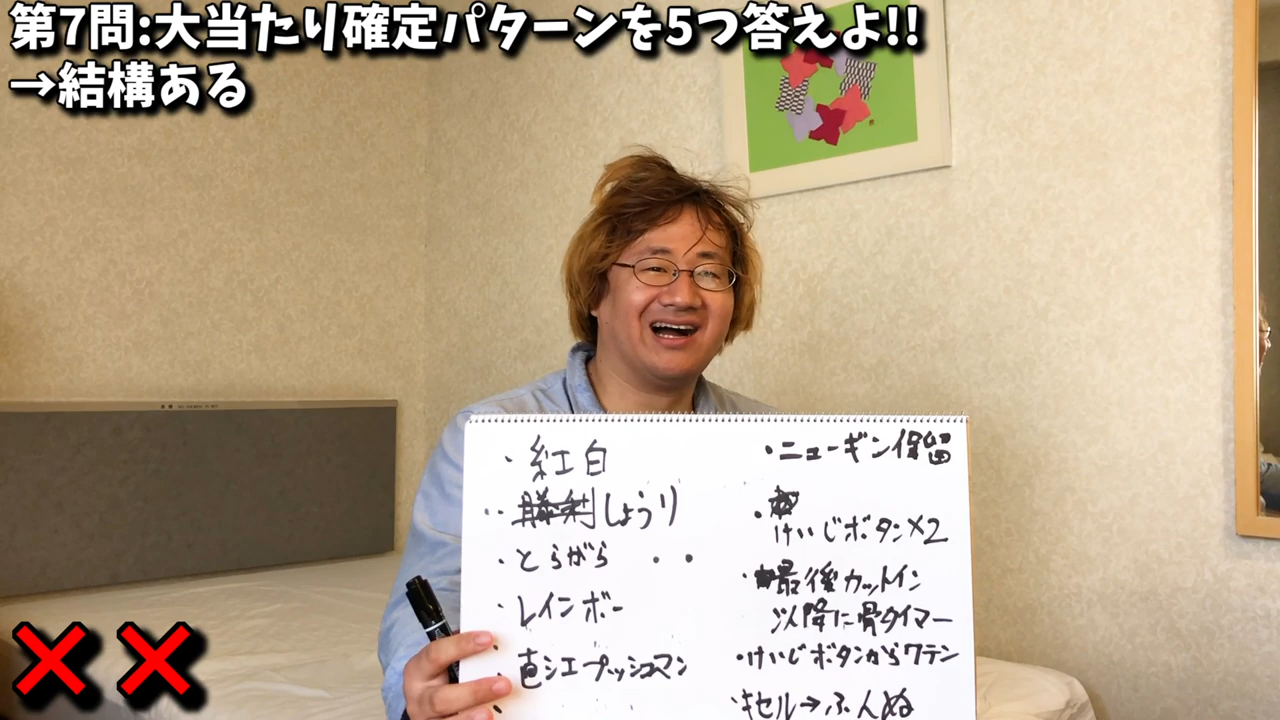 第7問:大当たり確定パターンを5つ答えよ!!
→結構ある
・紅白
・・勝利しょうり
・とらがら ・・
・レインボー
・直シエプッシュマン
・ニューギン保留
・けいじボタン×2
・最後カットイン
以降に骨タイマー
・けいじボタンからワテン
・キセル→ふんぬ